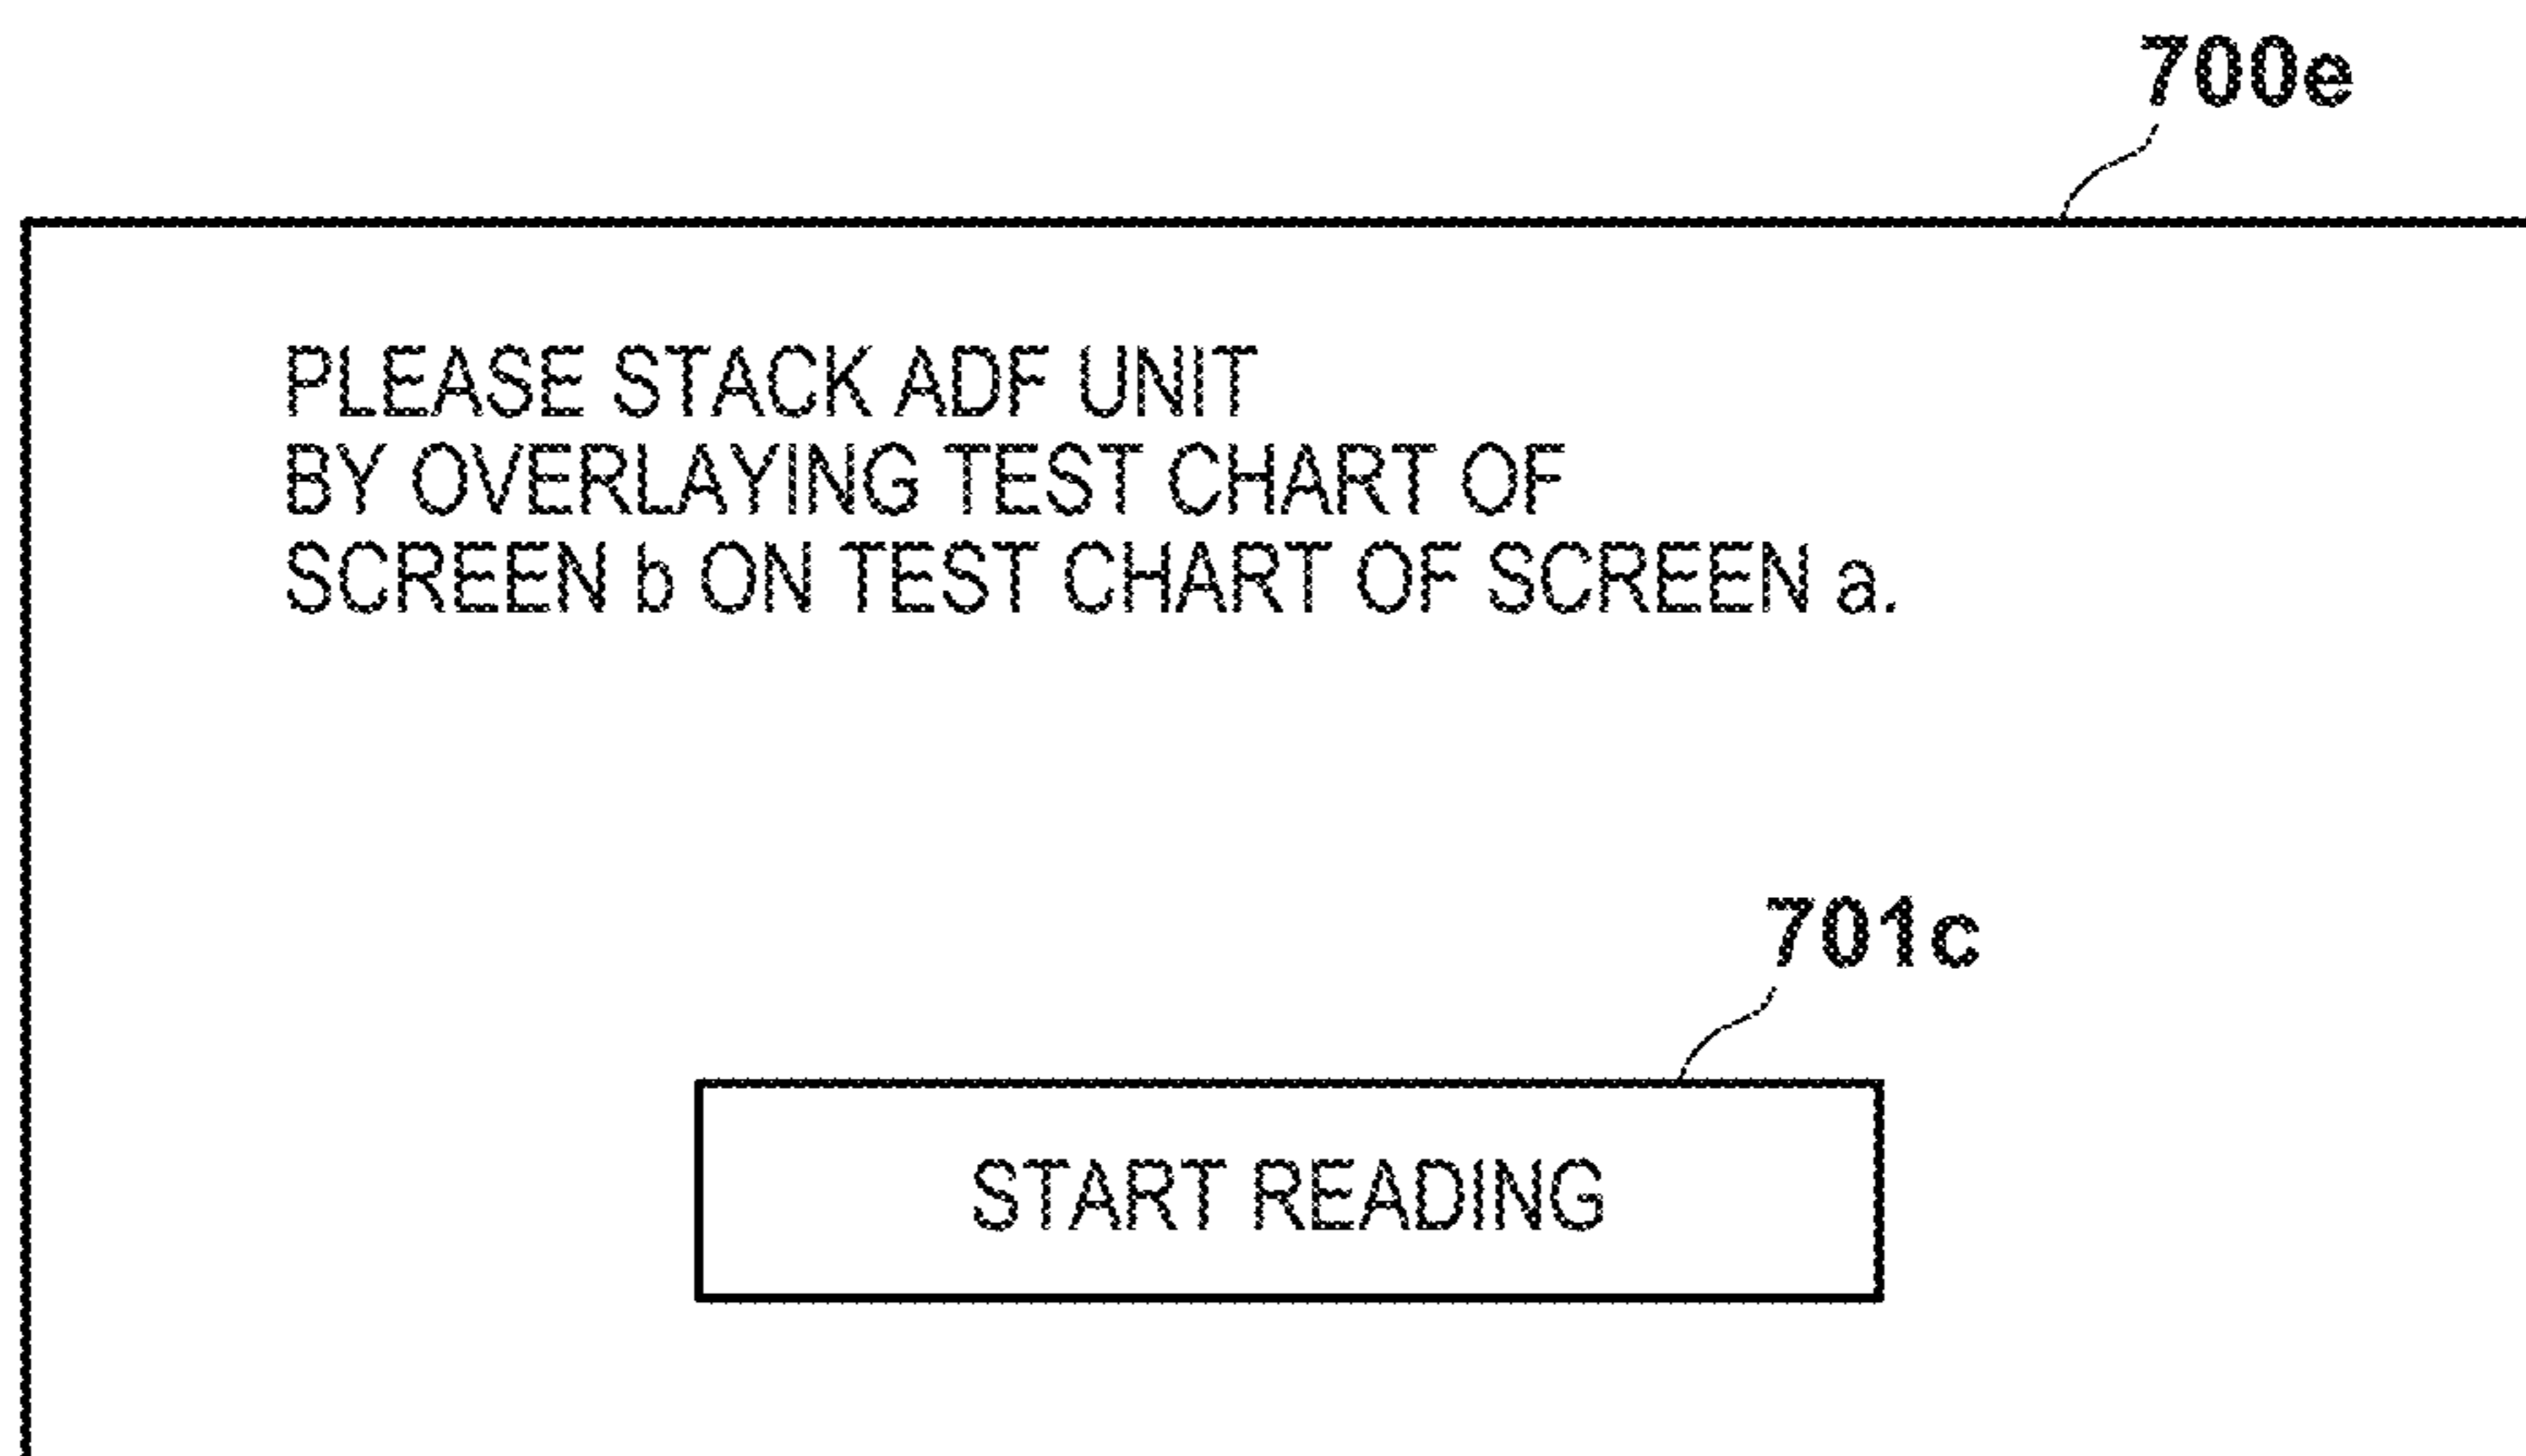 700e
PLEASE STACK ADF UNIT
BY OVERLAYING TEST CHART OF
SCREEN b ON TEST CHART OF SCREEN a.
701c
START READING